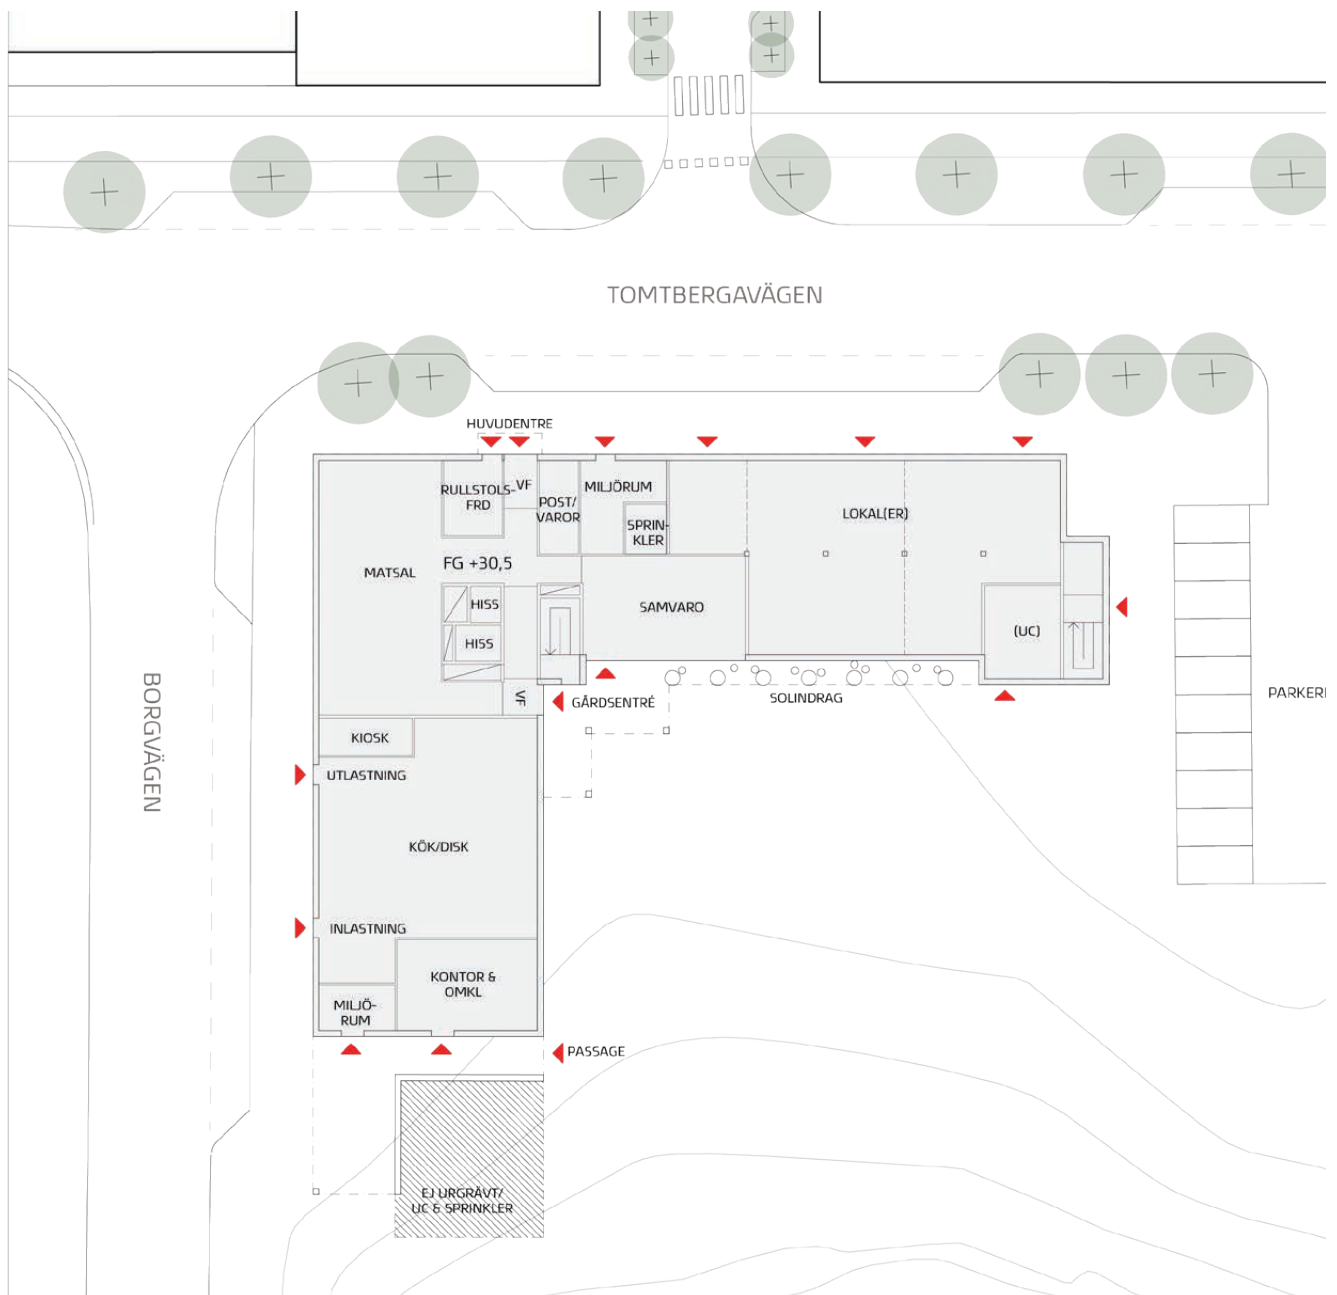 TOMTBERGAVÄGEN
HUVUDENTRE
RULLSTOLS-
FRD
VF
POST/
VAROR
MILJÖRUM
SPRIN-
KLER
LOKAL(ER)
MATSAL
FG +30,5
HISS
HISS
SAMVARO
(UC)
VF
GÅRDSENTRÉ
SOLINDRAG
PARKERI
BORGVÄGEN
KIOSK
UTLASTNING
KÖK/DISK
INLASTNING
KONTOR &
OMKL
MILJÖ-
RUM
PASSAGE
EJ URGRÄVT/
UC & SPRINKLER